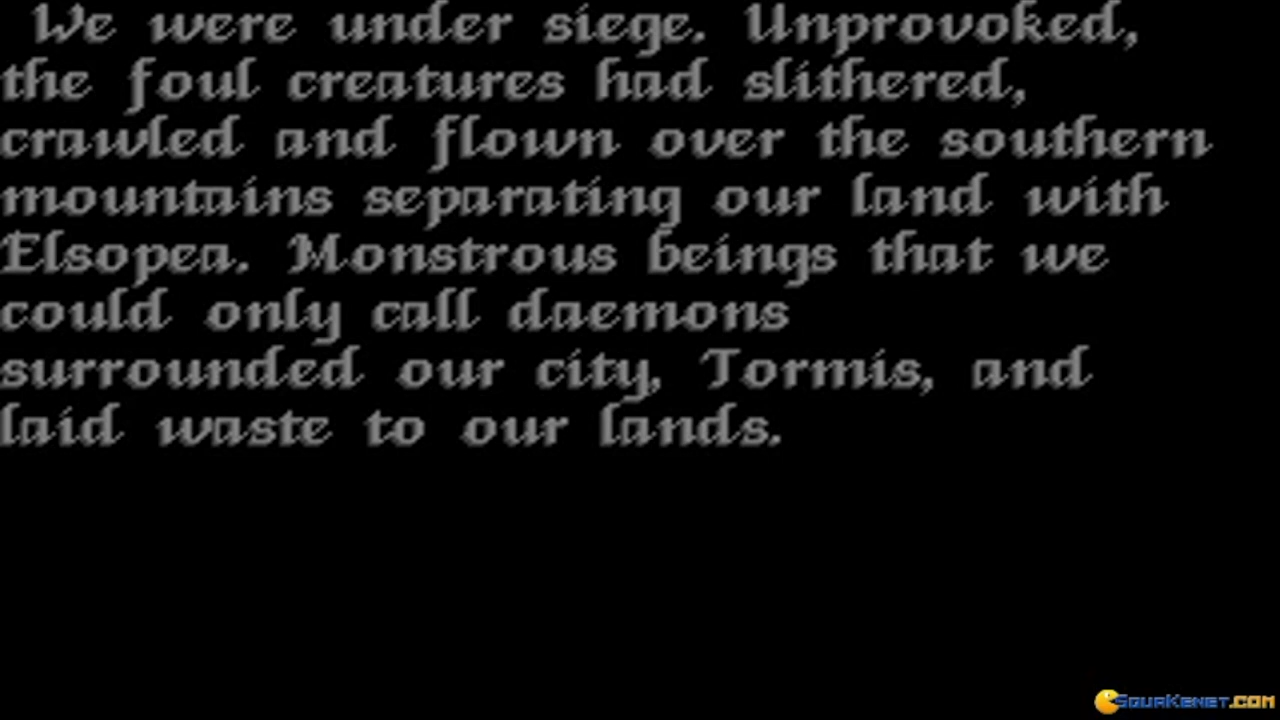 We were under siege. Unprovoked,
the foul creatures had slithered,
crawled and flown over the southern
mountains separating our land with
Elsopea. Monstrous beings that we
could only call daemons
surrounded our city, Tormis, and
laid waste to our lands.
SquaKenet.com